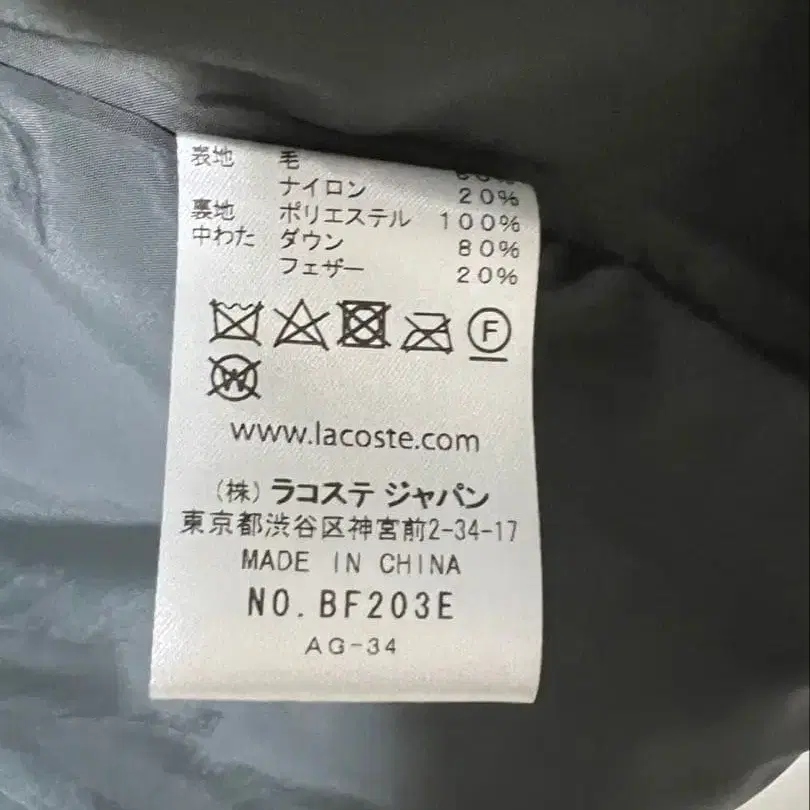 表地 毛
ナイロン 20%
裏地 ポリエステル 100%
中わた ダウン 80%
フェザー 20%
F
W
www.lacoste.com
(株) ラコステ ジャパン
東京都渋谷区神宮前2-34-17
MADE IN CHINA
NO. BF203E
AG-34